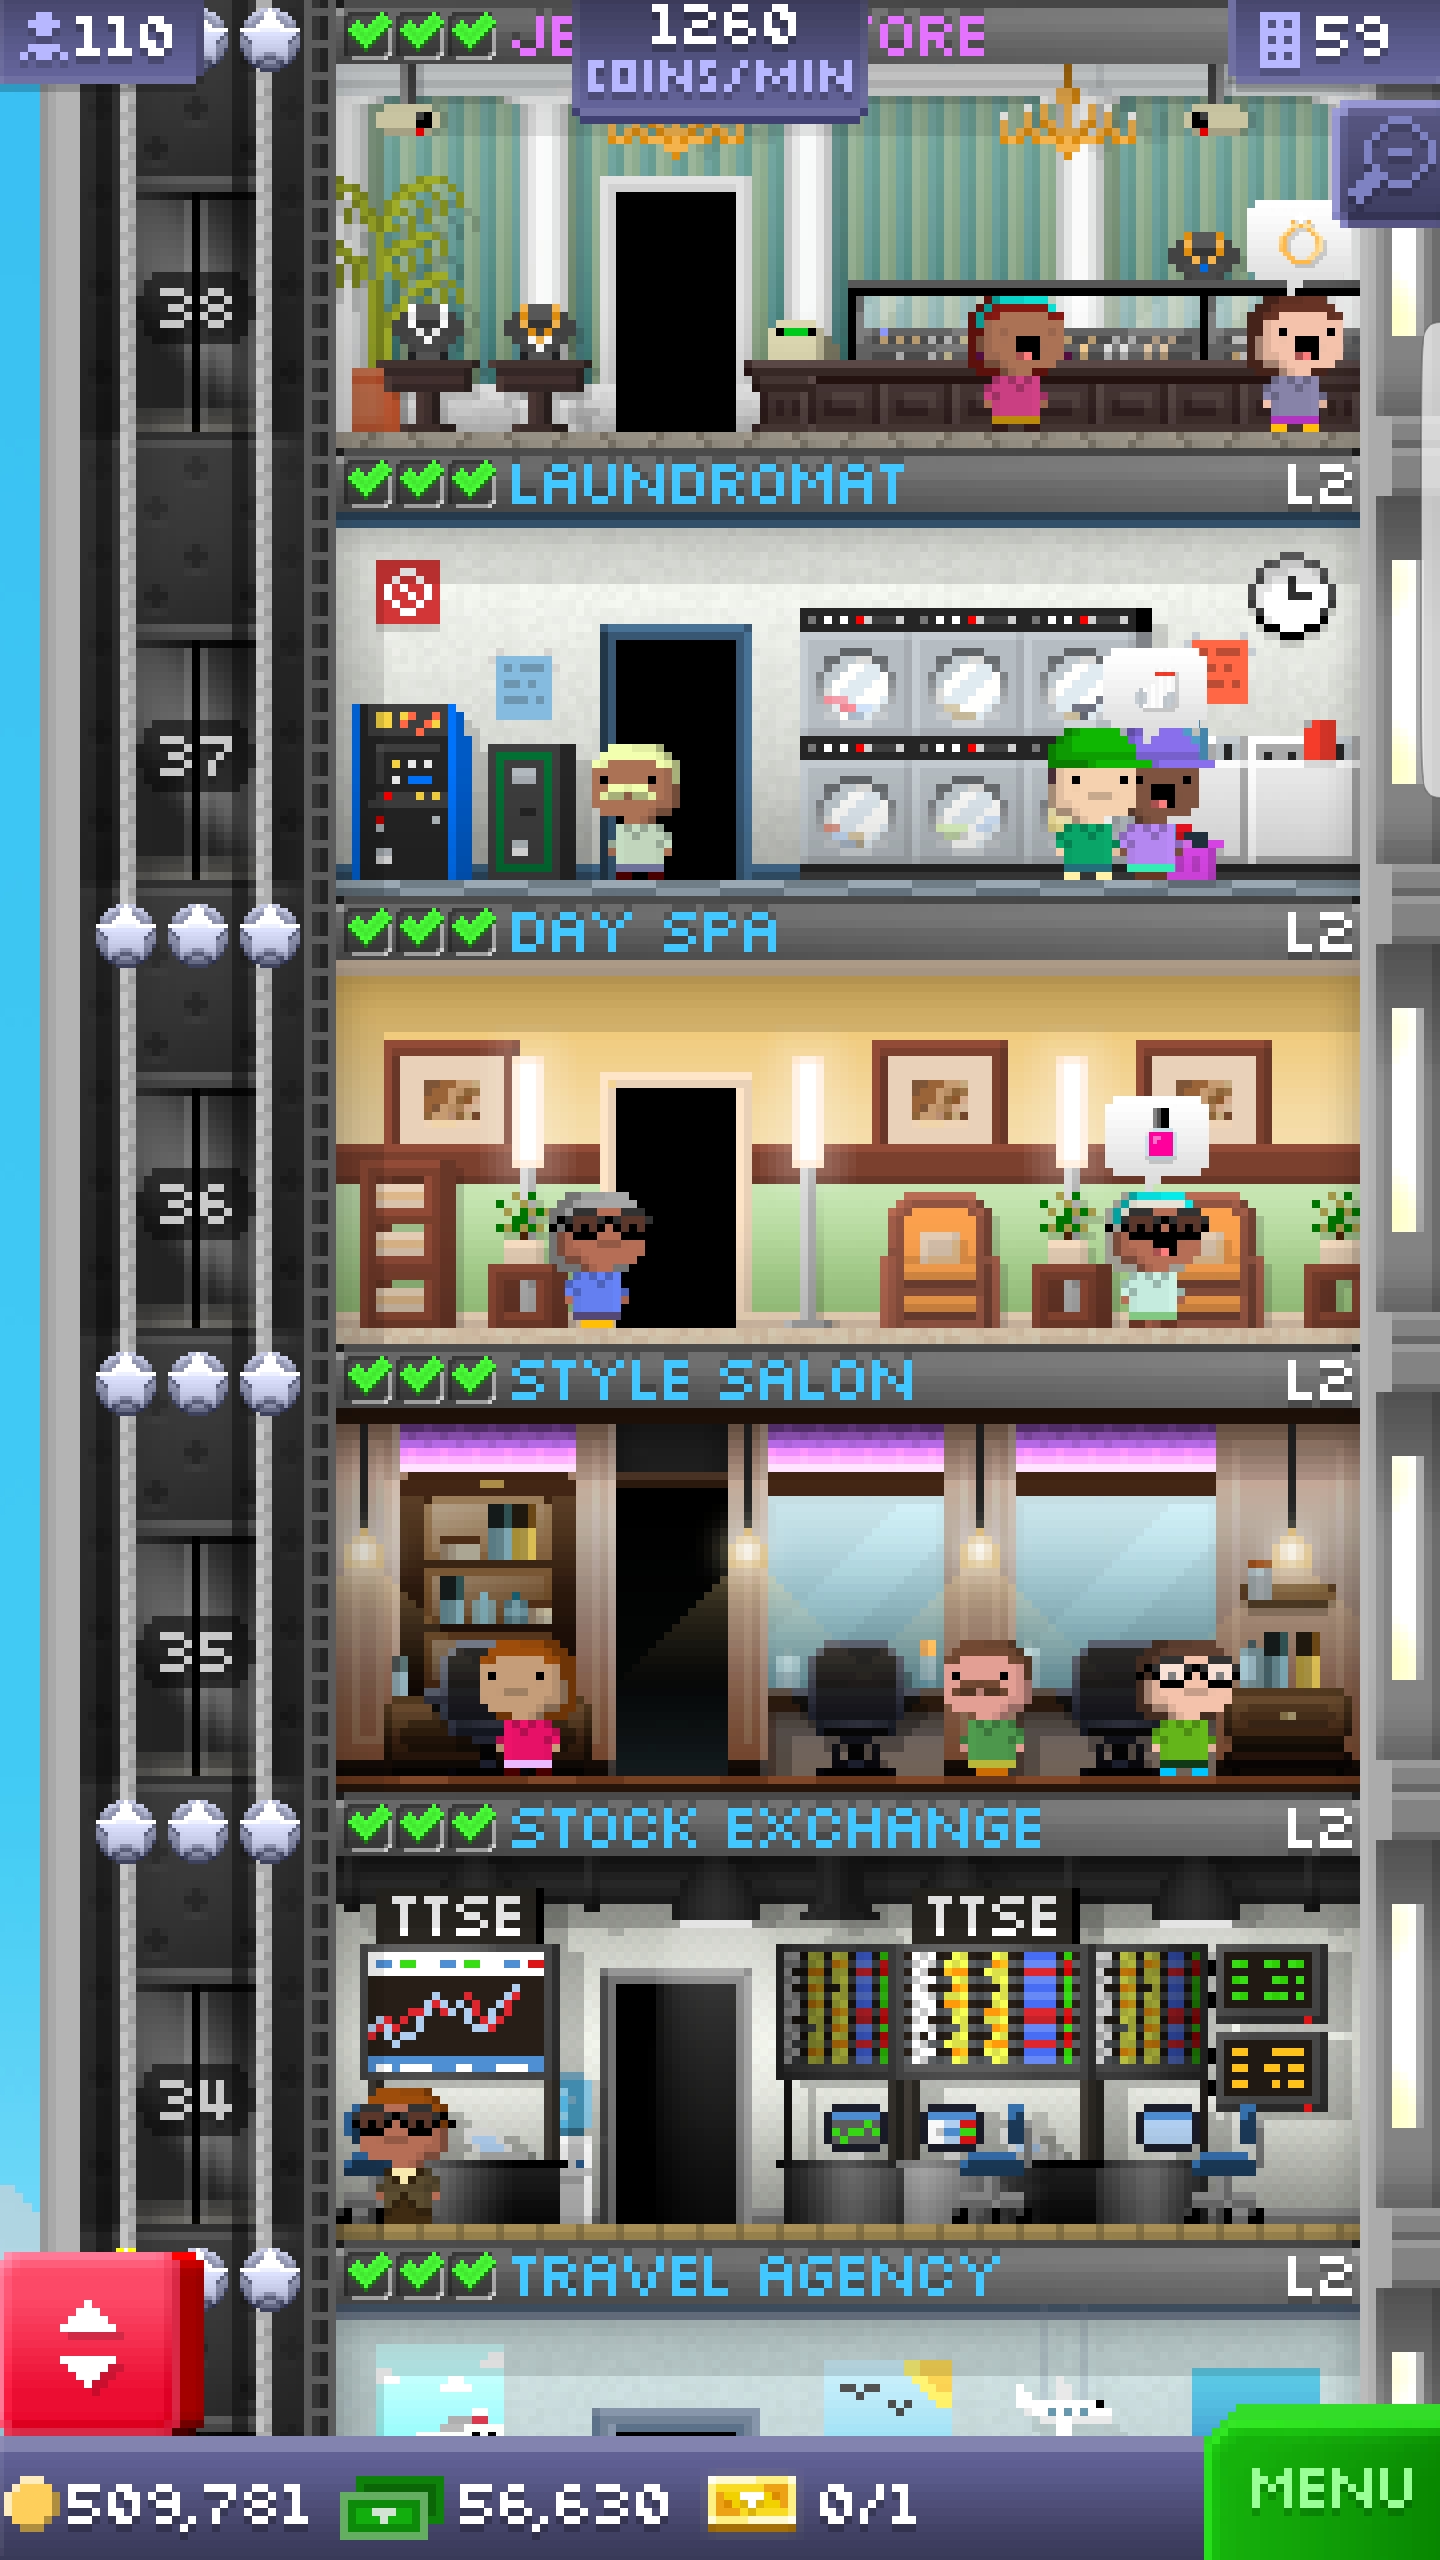 110
1260
COINS/MIN
59
ORE
38
LAUNDROMAT L2
37
DAY SPA L2
36
STYLE SALON L2
35
STOCK EXCHANGE L2
TTSE TTSE
34
TRAVEL AGENCY L2
509,781 56,630 0/1 MENU